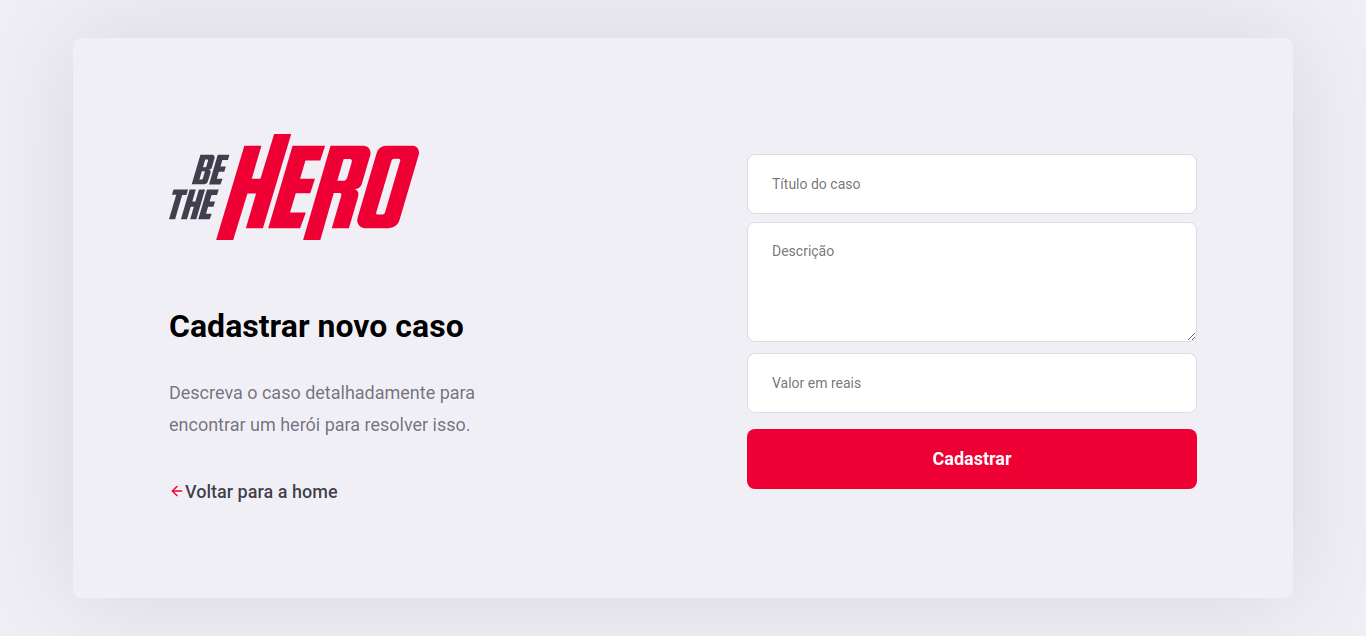 BE
THE
HERO
Cadastrar novo caso
Descreva o caso detalhadamente para
encontrar um herói para resolver isso.
Voltar para a home
Título do caso
Descrição
Valor em reais
Cadastrar